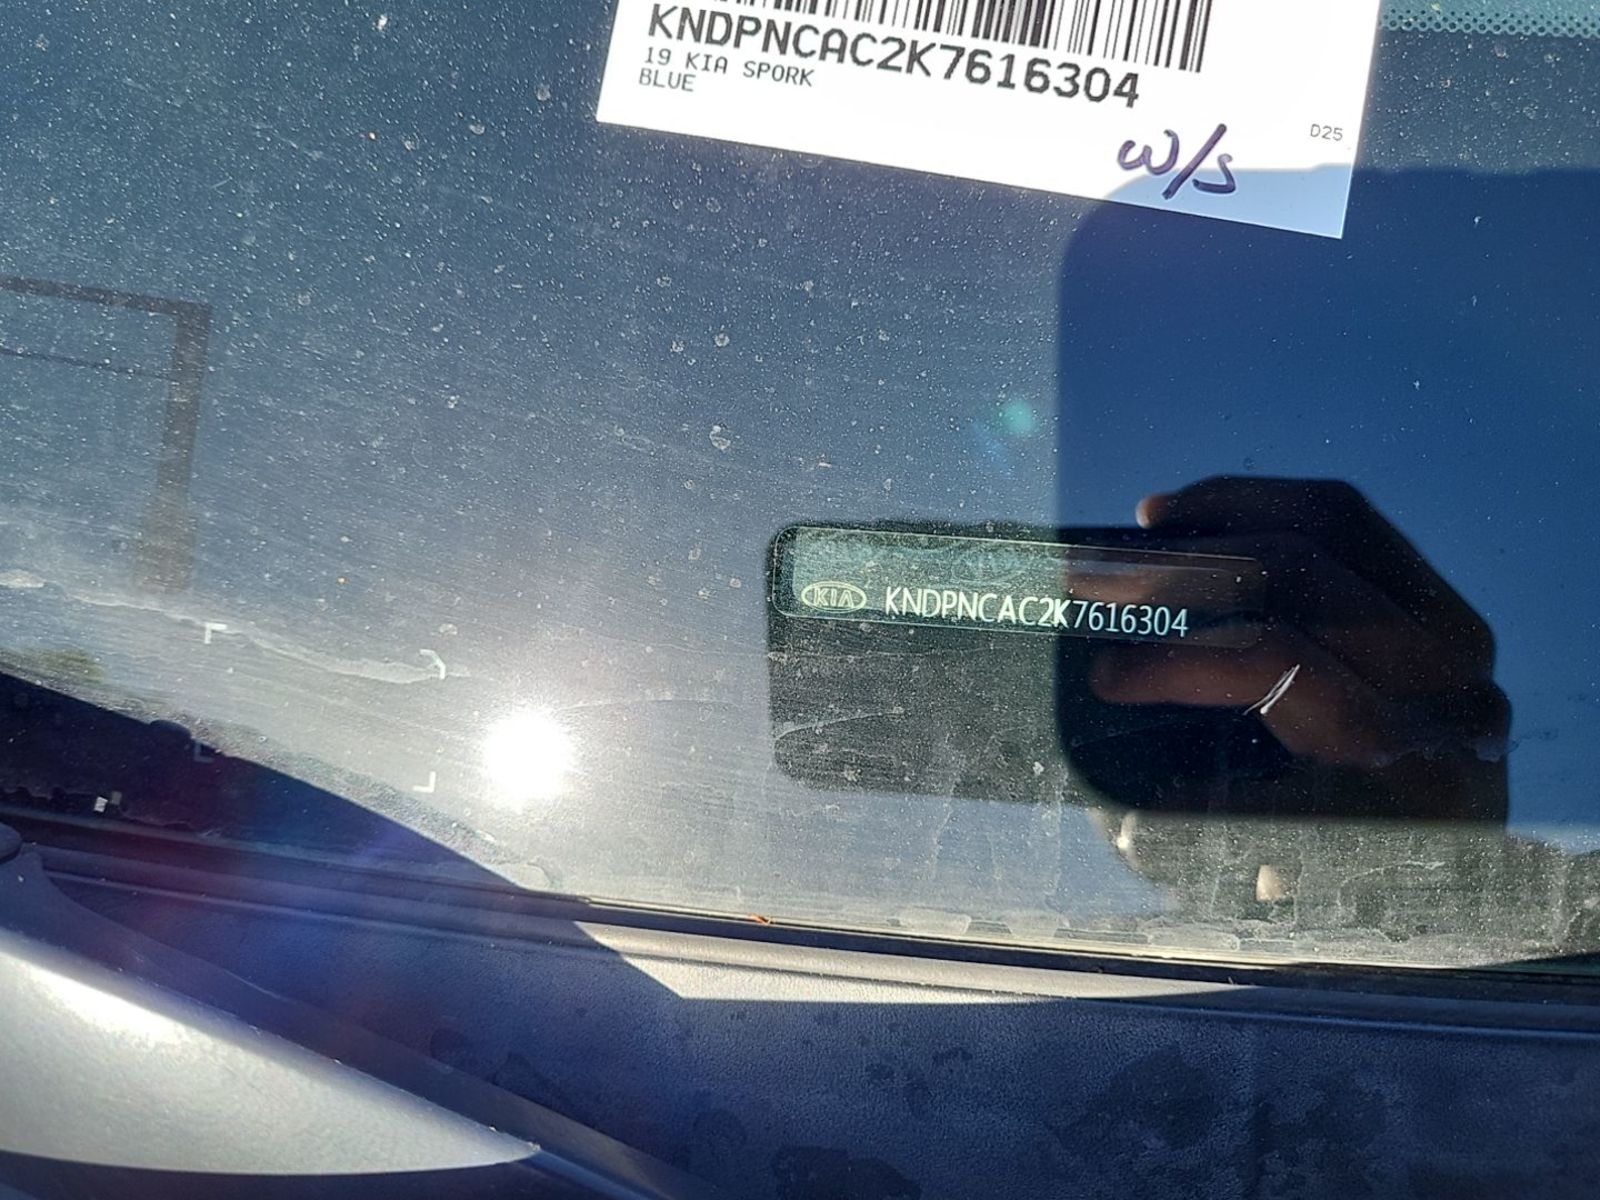 KNDPNCAC2K7616304
19 KIA SPORK
BLUE
D25
w/s
KIA KNDPNCAC2K7616304